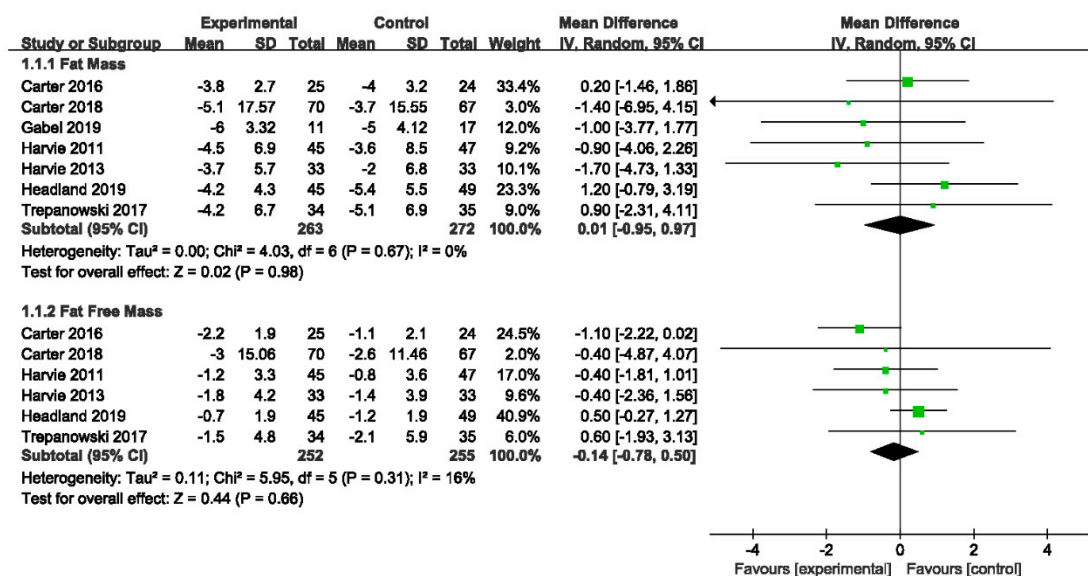 Experimental Control Mean Difference Mean Difference
Study or Subgroup Mean SD Total Mean SD Total Weight IV, Random, 95% CI IV, Random, 95% CI
1.1.1 Fat Mass
Carter 2016 -3.8 2.7 25 -4 3.2 24 33.4% 0.20 [-1.46, 1.86]
Carter 2018 -5.1 17.57 70 -3.7 15.55 67 3.0% -1.40 [-6.95, 4.15]
Gabel 2019 -6 3.32 11 -5 4.12 17 12.0% -1.00 [-3.77, 1.77]
Harvie 2011 -4.5 6.9 45 -3.6 8.5 47 9.2% -0.90 [-4.06, 2.26]
Harvie 2013 -3.7 5.7 33 -2 6.8 33 10.1% -1.70 [-4.73, 1.33]
Headland 2019 -4.2 4.3 45 -5.4 5.5 49 23.3% 1.20 [-0.79, 3.19]
Trepanowski 2017 -4.2 6.7 34 -5.1 6.9 35 9.0% 0.90 [-2.31, 4.11]
Subtotal (95% CI) 263 272 100.0% 0.01 [-0.95, 0.97]
Heterogeneity: Tau² = 0.00; Chi² = 4.03, df = 6 (P = 0.67); I² = 0%
Test for overall effect: Z = 0.02 (P = 0.98)
1.1.2 Fat Free Mass
Carter 2016 -2.2 1.9 25 -1.1 2.1 24 24.5% -1.10 [-2.22, 0.02]
Carter 2018 -3 15.06 70 -2.6 11.46 67 2.0% -0.40 [-4.87, 4.07]
Harvie 2011 -1.2 3.3 45 -0.8 3.6 47 17.0% -0.40 [-1.81, 1.01]
Harvie 2013 -1.8 4.2 33 -1.4 3.9 33 9.6% -0.40 [-2.36, 1.56]
Headland 2019 -0.7 1.9 45 -1.2 1.9 49 40.9% 0.50 [-0.27, 1.27]
Trepanowski 2017 -1.5 4.8 34 -2.1 5.9 35 6.0% 0.60 [-1.93, 3.13]
Subtotal (95% CI) 252 255 100.0% -0.14 [-0.78, 0.50]
Heterogeneity: Tau² = 0.11; Chi² = 5.95, df = 5 (P = 0.31); I² = 16%
Test for overall effect: Z = 0.44 (P = 0.66)
-4 -2 0 2 4
Favours [experimental] Favours [control]